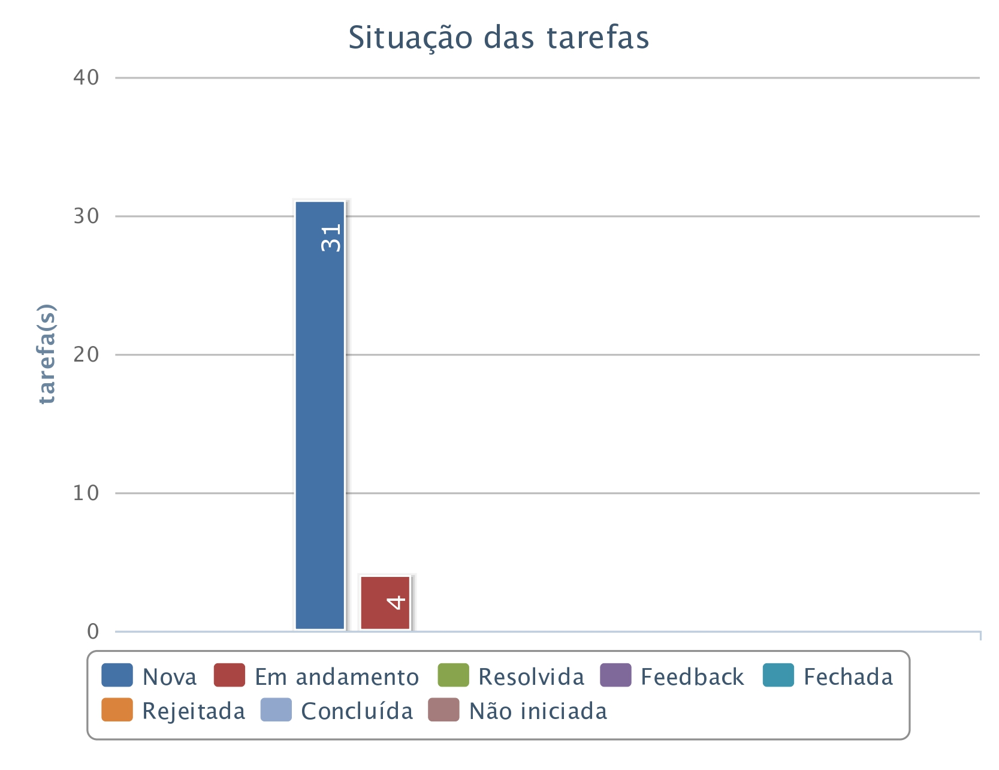 Situação das tarefas
40
30
20
10
0
tarefa(s)
31
4
Nova Em andamento Resolvida Feedback Fechada
Rejeitada Concluída Não iniciada